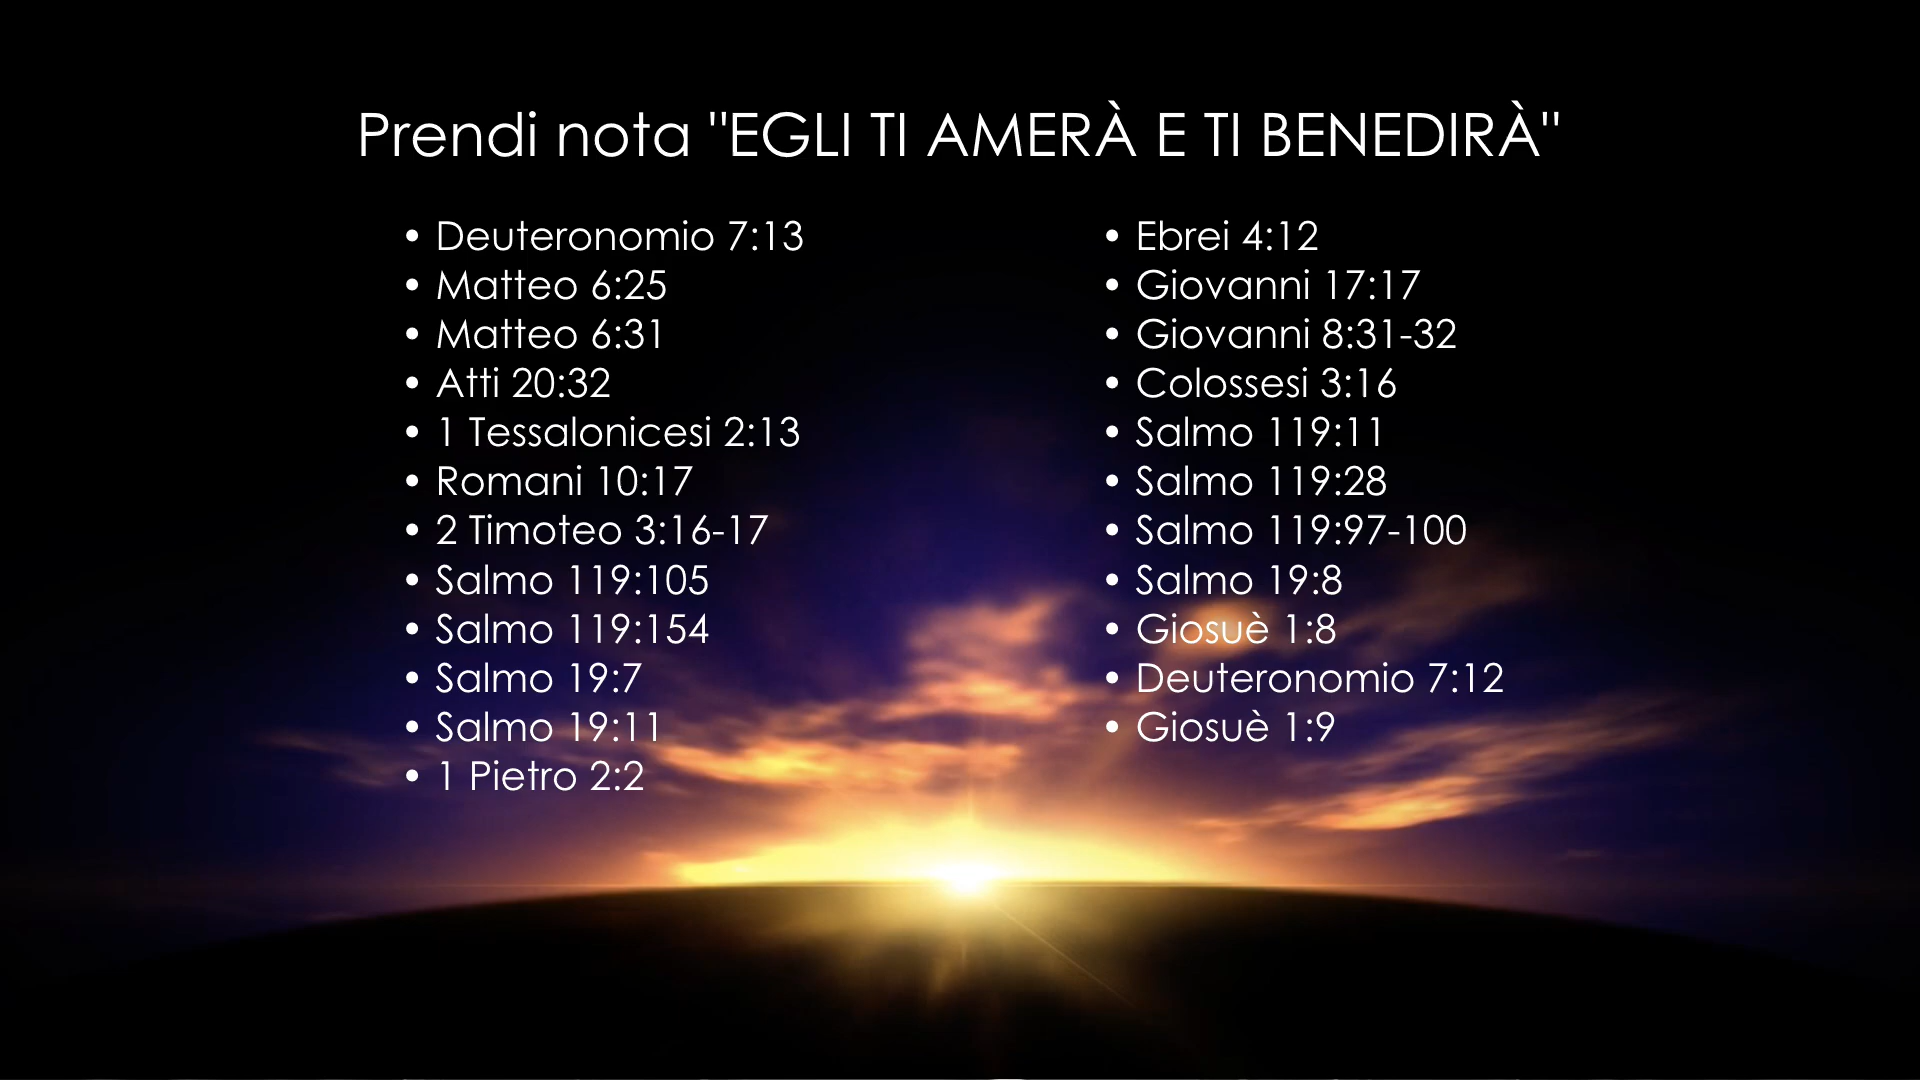 Prendi nota "EGLI TI AMERÀ E TI BENEDIRÀ"
• Deuteronomio 7:13
• Matteo 6:25
• Matteo 6:31
• Atti 20:32
• 1 Tessalonicesi 2:13
• Romani 10:17
• 2 Timoteo 3:16-17
• Salmo 119:105
• Salmo 119:154
• Salmo 19:7
• Salmo 19:11
• 1 Pietro 2:2
• Ebrei 4:12
• Giovanni 17:17
• Giovanni 8:31-32
• Colossesi 3:16
• Salmo 119:11
• Salmo 119:28
• Salmo 119:97-100
• Salmo 19:8
• Giosuè 1:8
• Deuteronomio 7:12
• Giosuè 1:9